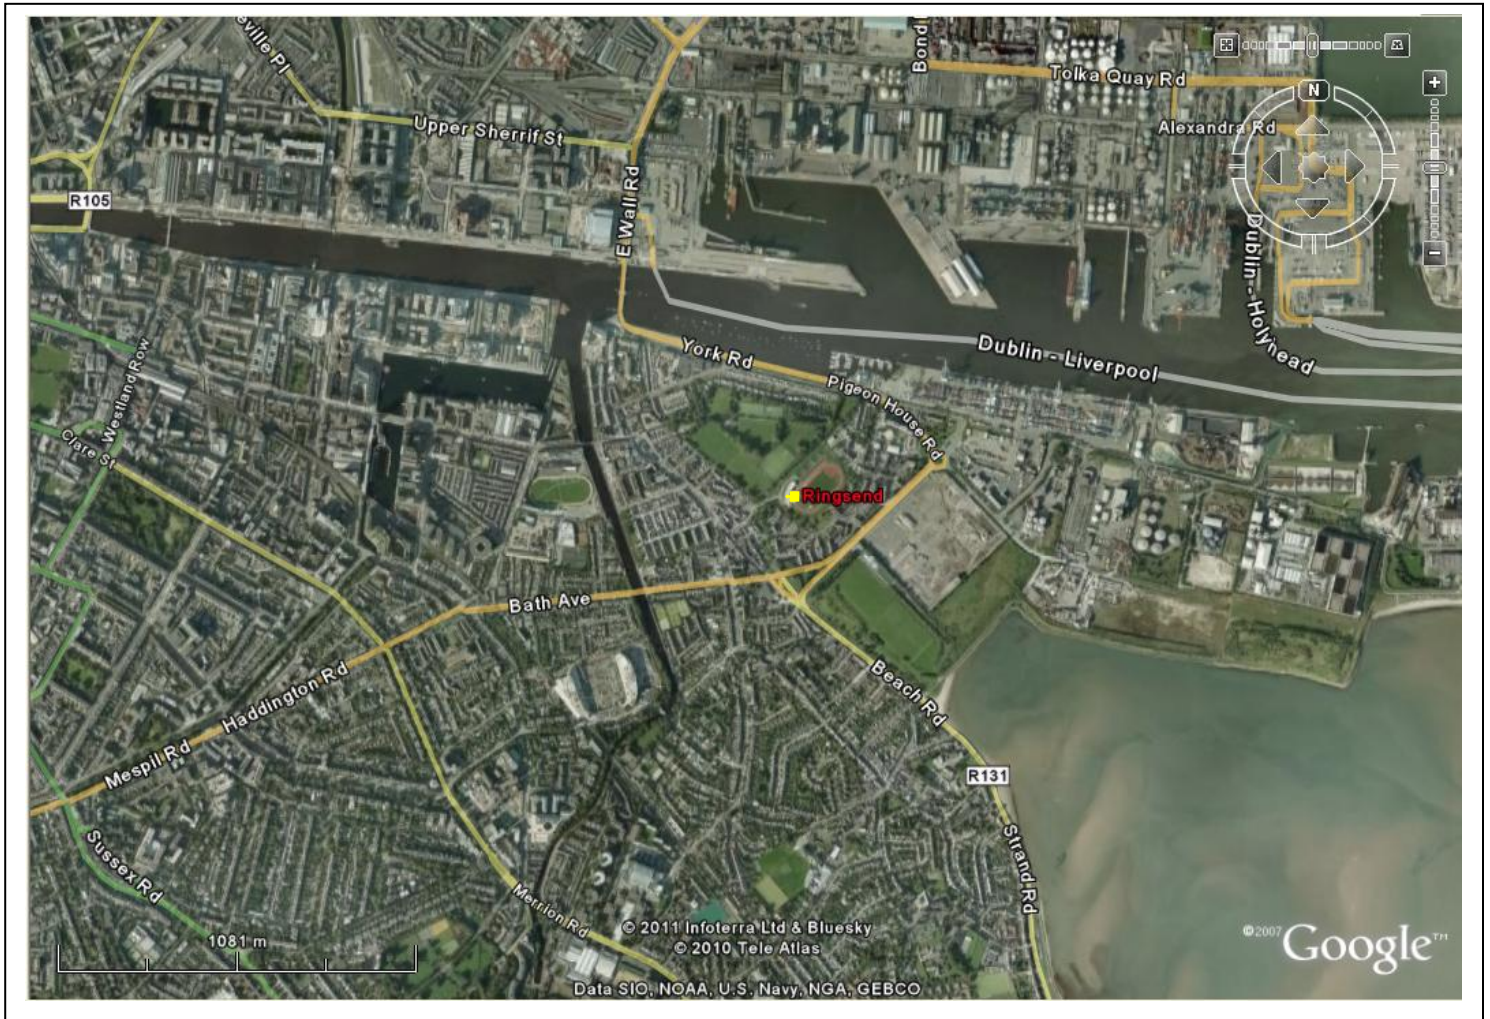 eville Pl
Bond
Tolka Quay Rd
Upper Sherrif St
Alexandra Rd
N
+
R105
E Wall Rd
-
Dublin - Holyhead
Dublin - Liverpool
York Rd
Westland Row
Pigeon House Rd
Clare St
Ringsend
Bath Ave
Haddington Rd
Beach Rd
Mespil Rd
R131
Sussex Rd
Strand Rd
Merrion Rd
1081 m
© 2011 Infoterra Ltd & Bluesky
© 2010 Tele Atlas
©2007 Google™
Data SIO, NOAA, U.S. Navy, NGA, GEBCO